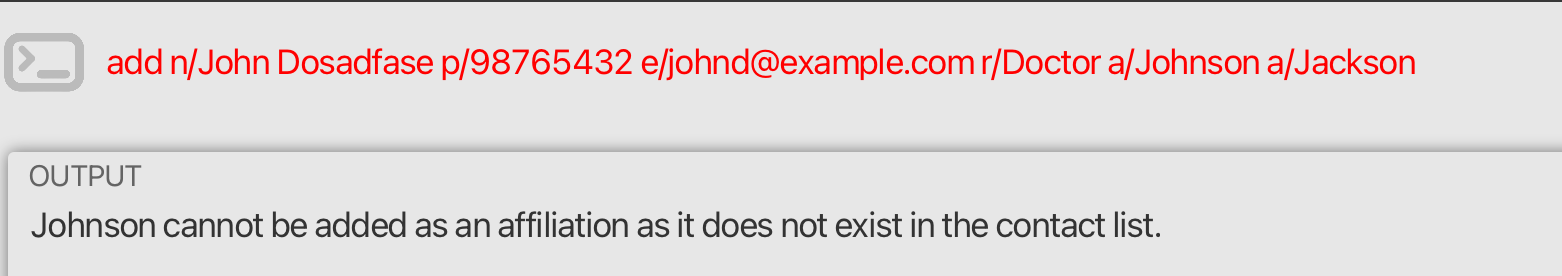 add n/John Dosadfase p/98765432 e/johnd@example.com r/Doctor a/Johnson a/Jackson
OUTPUT
Johnson cannot be added as an affiliation as it does not exist in the contact list.